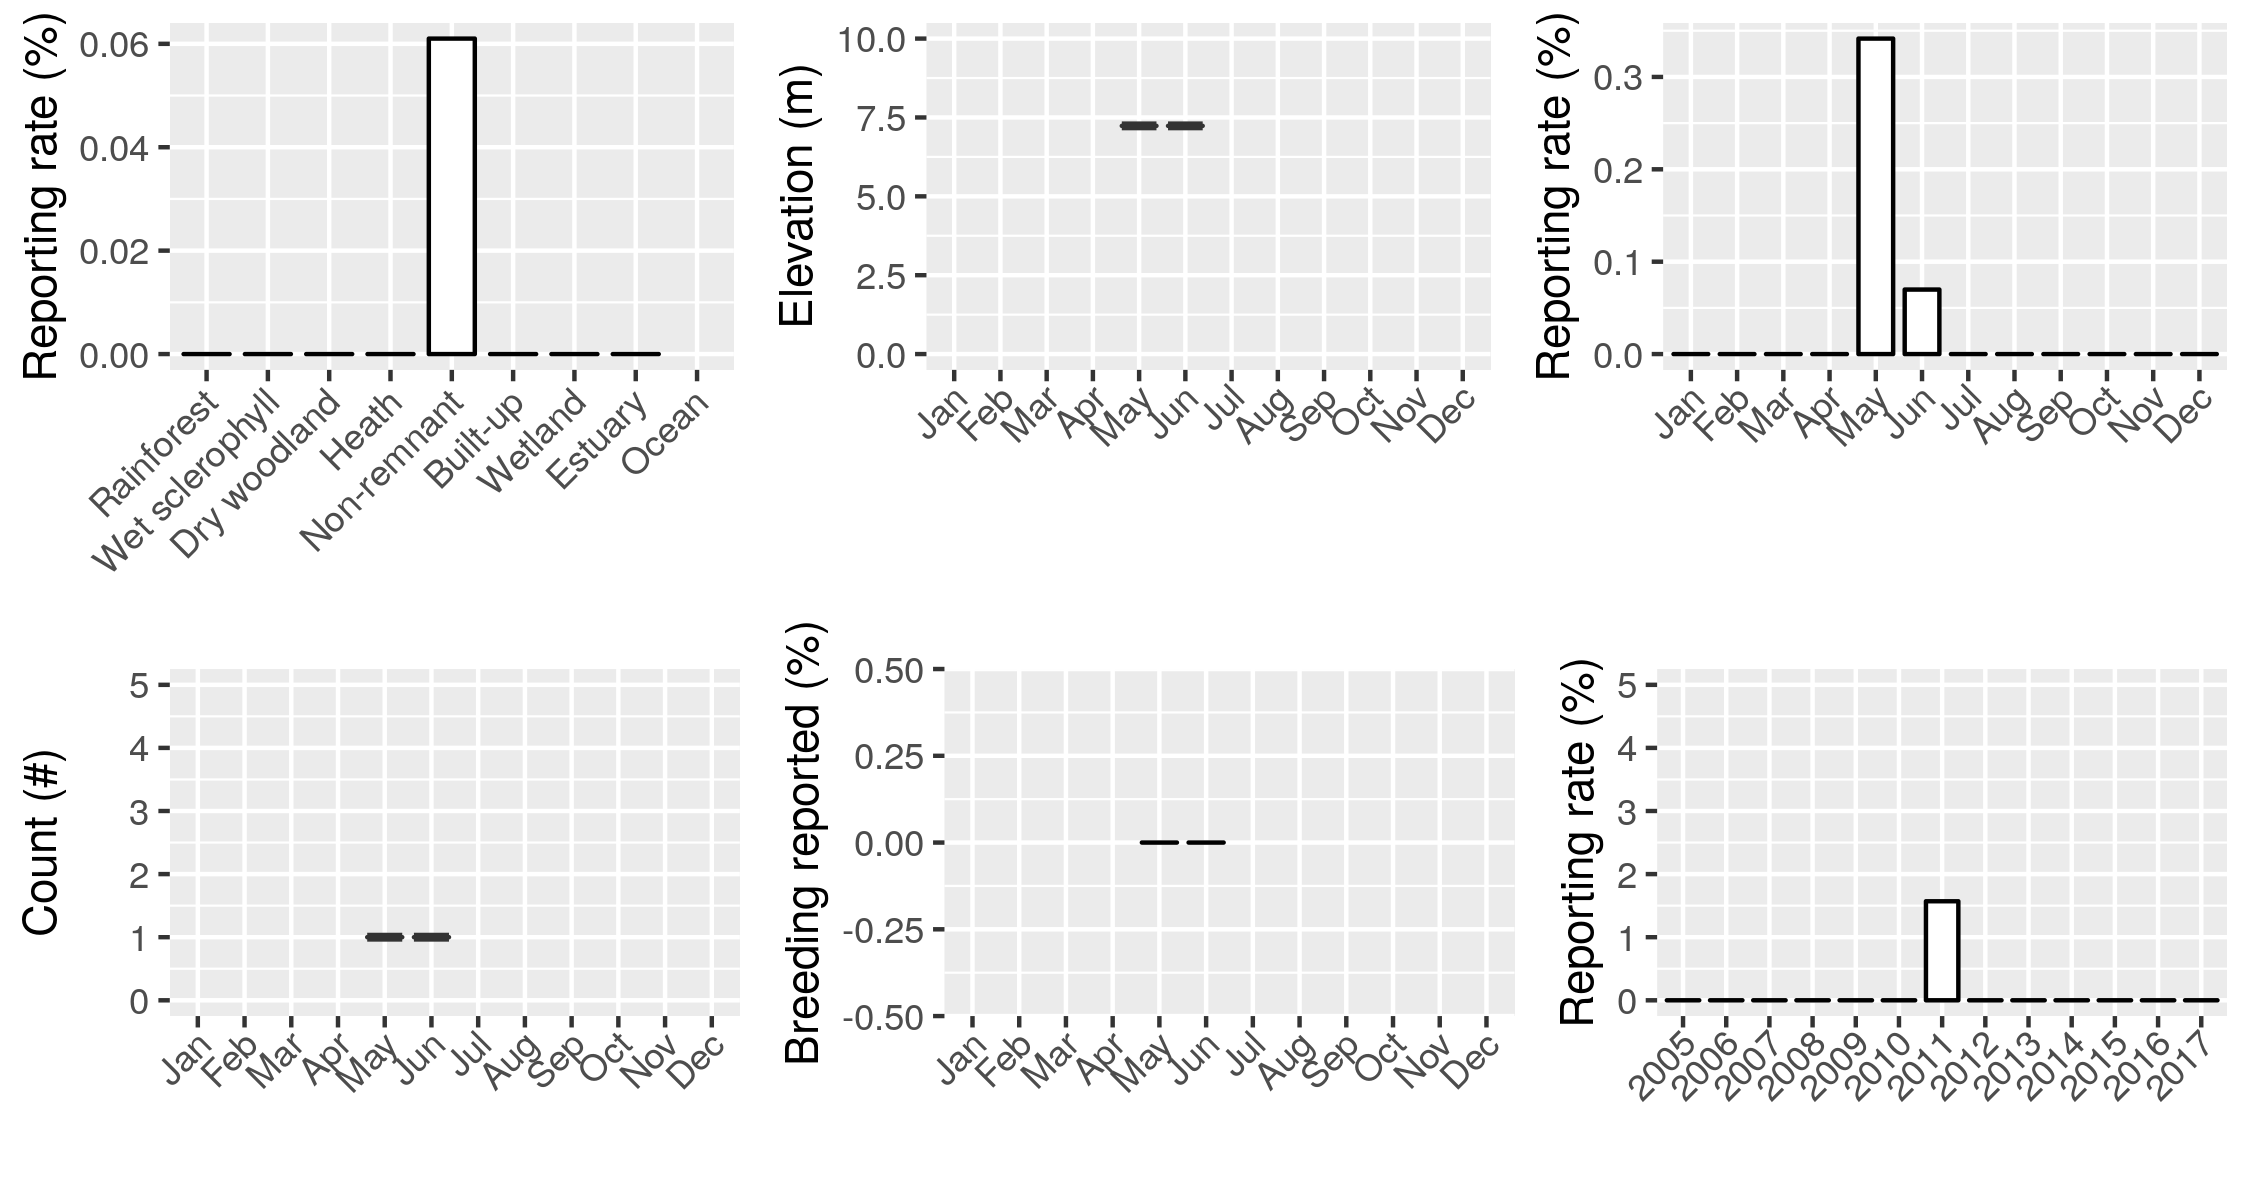 Reporting rate (%)
0.06
0.04
0.02
0.00
Rainforest
Wet sclerophyll
Dry woodland
Heath
Non-remnant
Built-up
Wetland
Estuary
Ocean
Elevation (m)
10.0
7.5
5.0
2.5
0.0
Jan
Feb
Mar
Apr
May
Jun
Jul
Aug
Sep
Oct
Nov
Dec
Reporting rate (%)
0.3
0.2
0.1
0.0
Jan
Feb
Mar
Apr
May
Jun
Jul
Aug
Sep
Oct
Nov
Dec
Count (#)
5
4
3
2
1
0
Jan
Feb
Mar
Apr
May
Jun
Jul
Aug
Sep
Oct
Nov
Dec
Breeding reported (%)
0.50
0.25
0.00
-0.25
-0.50
Jan
Feb
Mar
Apr
May
Jun
Jul
Aug
Sep
Oct
Nov
Dec
Reporting rate (%)
5
4
3
2
1
0
2005
2006
2007
2008
2009
2010
2011
2012
2013
2014
2015
2016
2017